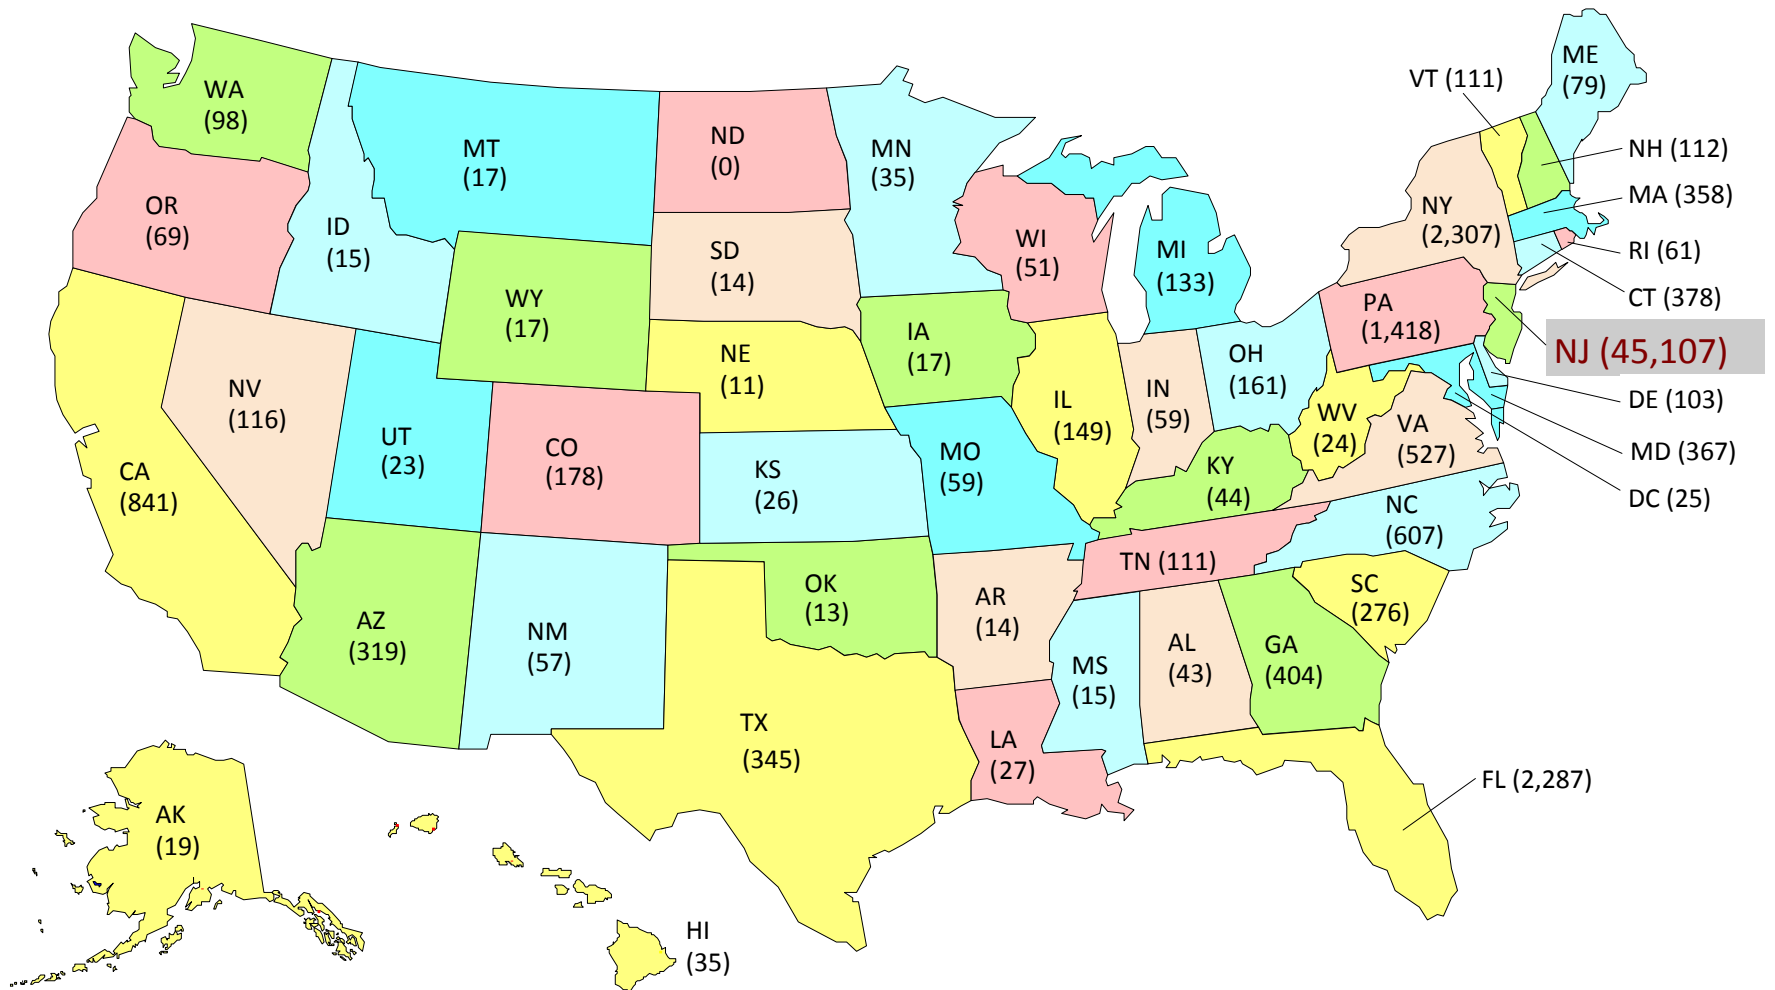 WA
(98)
OR
(69)
CA
(841)
NV
(116)
ID
(15)
MT
(17)
WY
(17)
UT
(23)
AZ
(319)
CO
(178)
NM
(57)
ND
(0)
SD
(14)
NE
(11)
KS
(26)
OK
(13)
TX
(345)
MN
(35)
IA
(17)
MO
(59)
AR
(14)
LA
(27)
WI
(51)
IL
(149)
MI
(133)
IN
(59)
OH
(161)
KY
(44)
TN (111)
MS
(15)
AL
(43)
GA
(404)
SC
(276)
NC
(607)
VA
(527)
WV
(24)
PA
(1,418)
NY
(2,307)
VT (111)
ME
(79)
NH (112)
MA (358)
RI (61)
CT (378)
NJ (45,107)
DE (103)
MD (367)
DC (25)
FL (2,287)
AK
(19)
HI
(35)